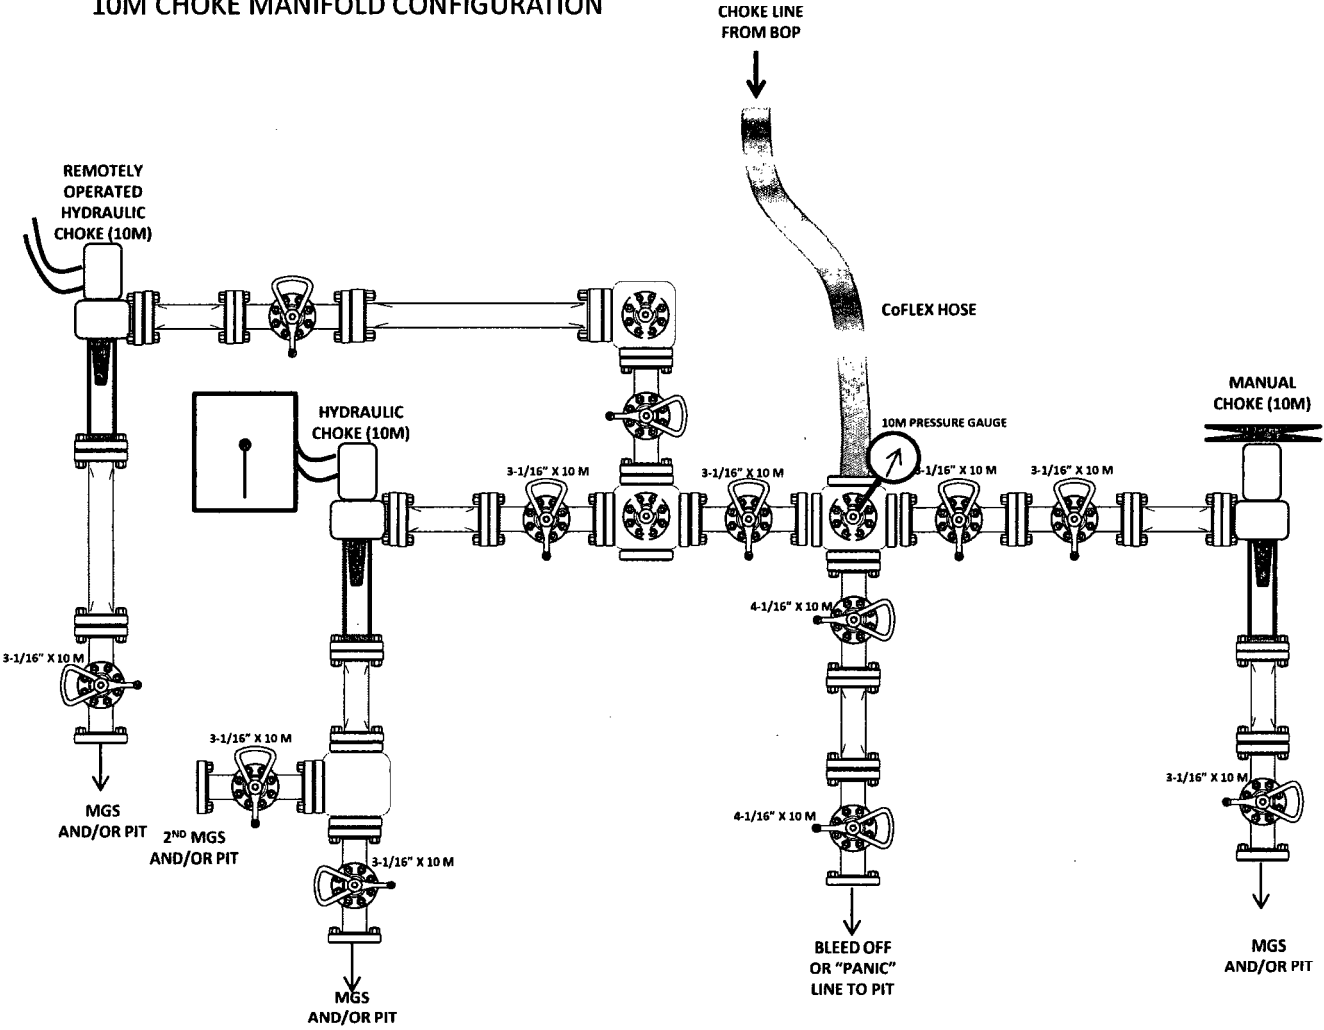 10M CHOKE MANIFOLD CONFIGURATION
CHOKE LINE
FROM BOP
REMOTELY
OPERATED
HYDRAULIC
CHOKE (10M)
CoFLEX HOSE
MANUAL
CHOKE (10M)
HYDRAULIC
CHOKE (10M)
10M PRESSURE GAUGE
3-1/16" X 10 M
3-1/16" X 10 M
3-1/16" X 10 M
3-1/16" X 10 M
4-1/16" X 10 M
3-1/16" X 10 M
3-1/16" X 10 M
3-1/16" X 10 M
4-1/16" X 10 M
MGS
AND/OR PIT
2ND MGS
AND/OR PIT
3-1/16" X 10 M
BLEED OFF
OR “PANIC”
LINE TO PIT
MGS
AND/OR PIT
MGS
AND/OR PIT